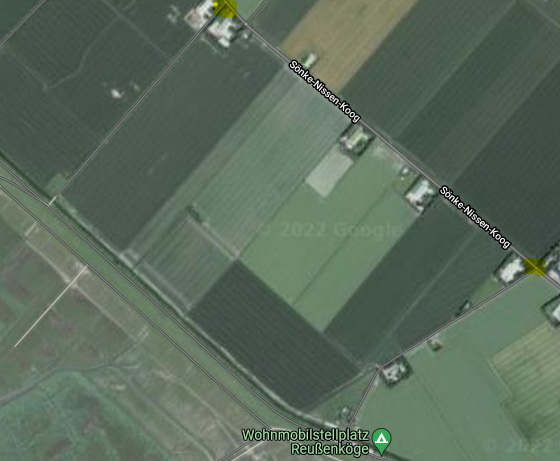 Sönke-Nissen-Koog
Sönke-Nissen-Koog
© 2022 Google
Wohnmobilstellplatz
Reußenköge
© 2022